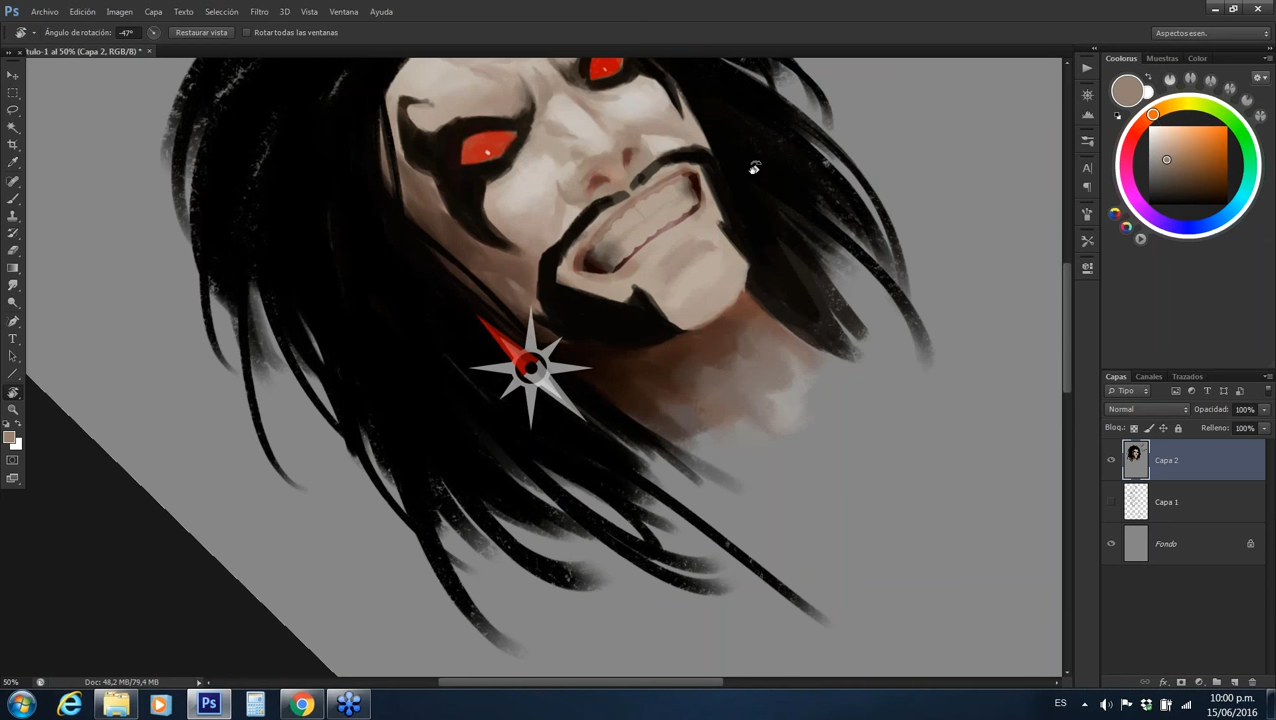 Ps Archivo Edición Imagen Capa Texto Selección Filtro 3D Vista Ventana Ayuda
Ángulo de rotación: -47° Restaurar vista Rotar todas las ventanas Aspectos esen.
tulo-1 al 50% (Capa 2, RGB/8) * ×
Coolorus Muestras Color
Capas Canales Trazados
Tipo
Normal Opacidad: 100%
Bloq.: Relleno: 100%
Capa 2
Capa 1
Fondo
50% Doc: 48,2 MB/79,4 MB
Ps ES 10:00 p.m.
15/06/2016